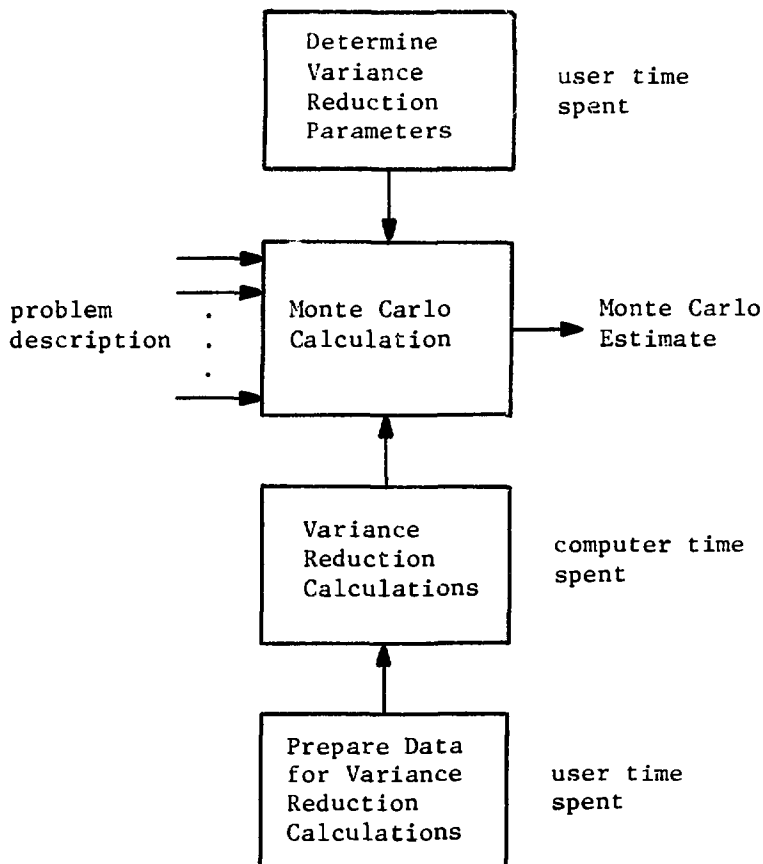 Determine
Variance
Reduction
Parameters
user time
spent
problem
description
Monte Carlo
Calculation
Monte Carlo
Estimate
Variance
Reduction
Calculations
computer time
spent
Prepare Data
for Variance
Reduction
Calculations
user time
spent